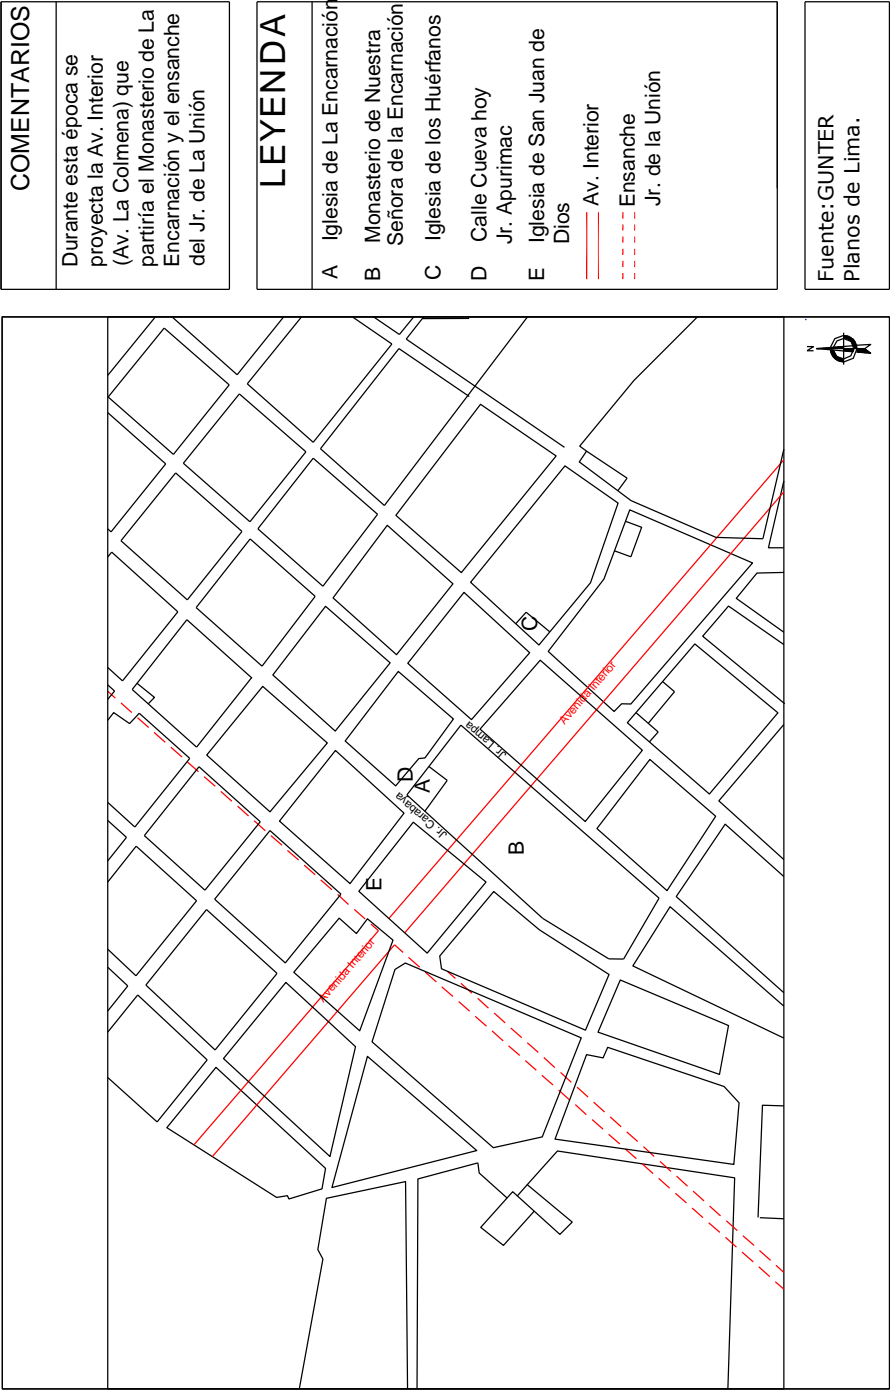 COMENTARIOS
Durante esta época se
proyecta la Av. Interior
(Av. La Colmena) que
partiría el Monasterio de La
Encarnación y el ensanche
del Jr. de La Unión
LEYENDA
A Iglesia de La Encarnación
B Monasterio de Nuestra
Señora de la Encarnación
C Iglesia de los Huérfanos
D Calle Cueva hoy
Jr. Apurimac
E Iglesia de San Juan de
Dios
Av. Interior
Ensanche
Jr. de la Unión
Fuente: GUNTER
Planos de Lima.
N
C
Avenida Interior
Jr. Lampa
D
A
Jr. Carabaya
B
E
Avenida Interior